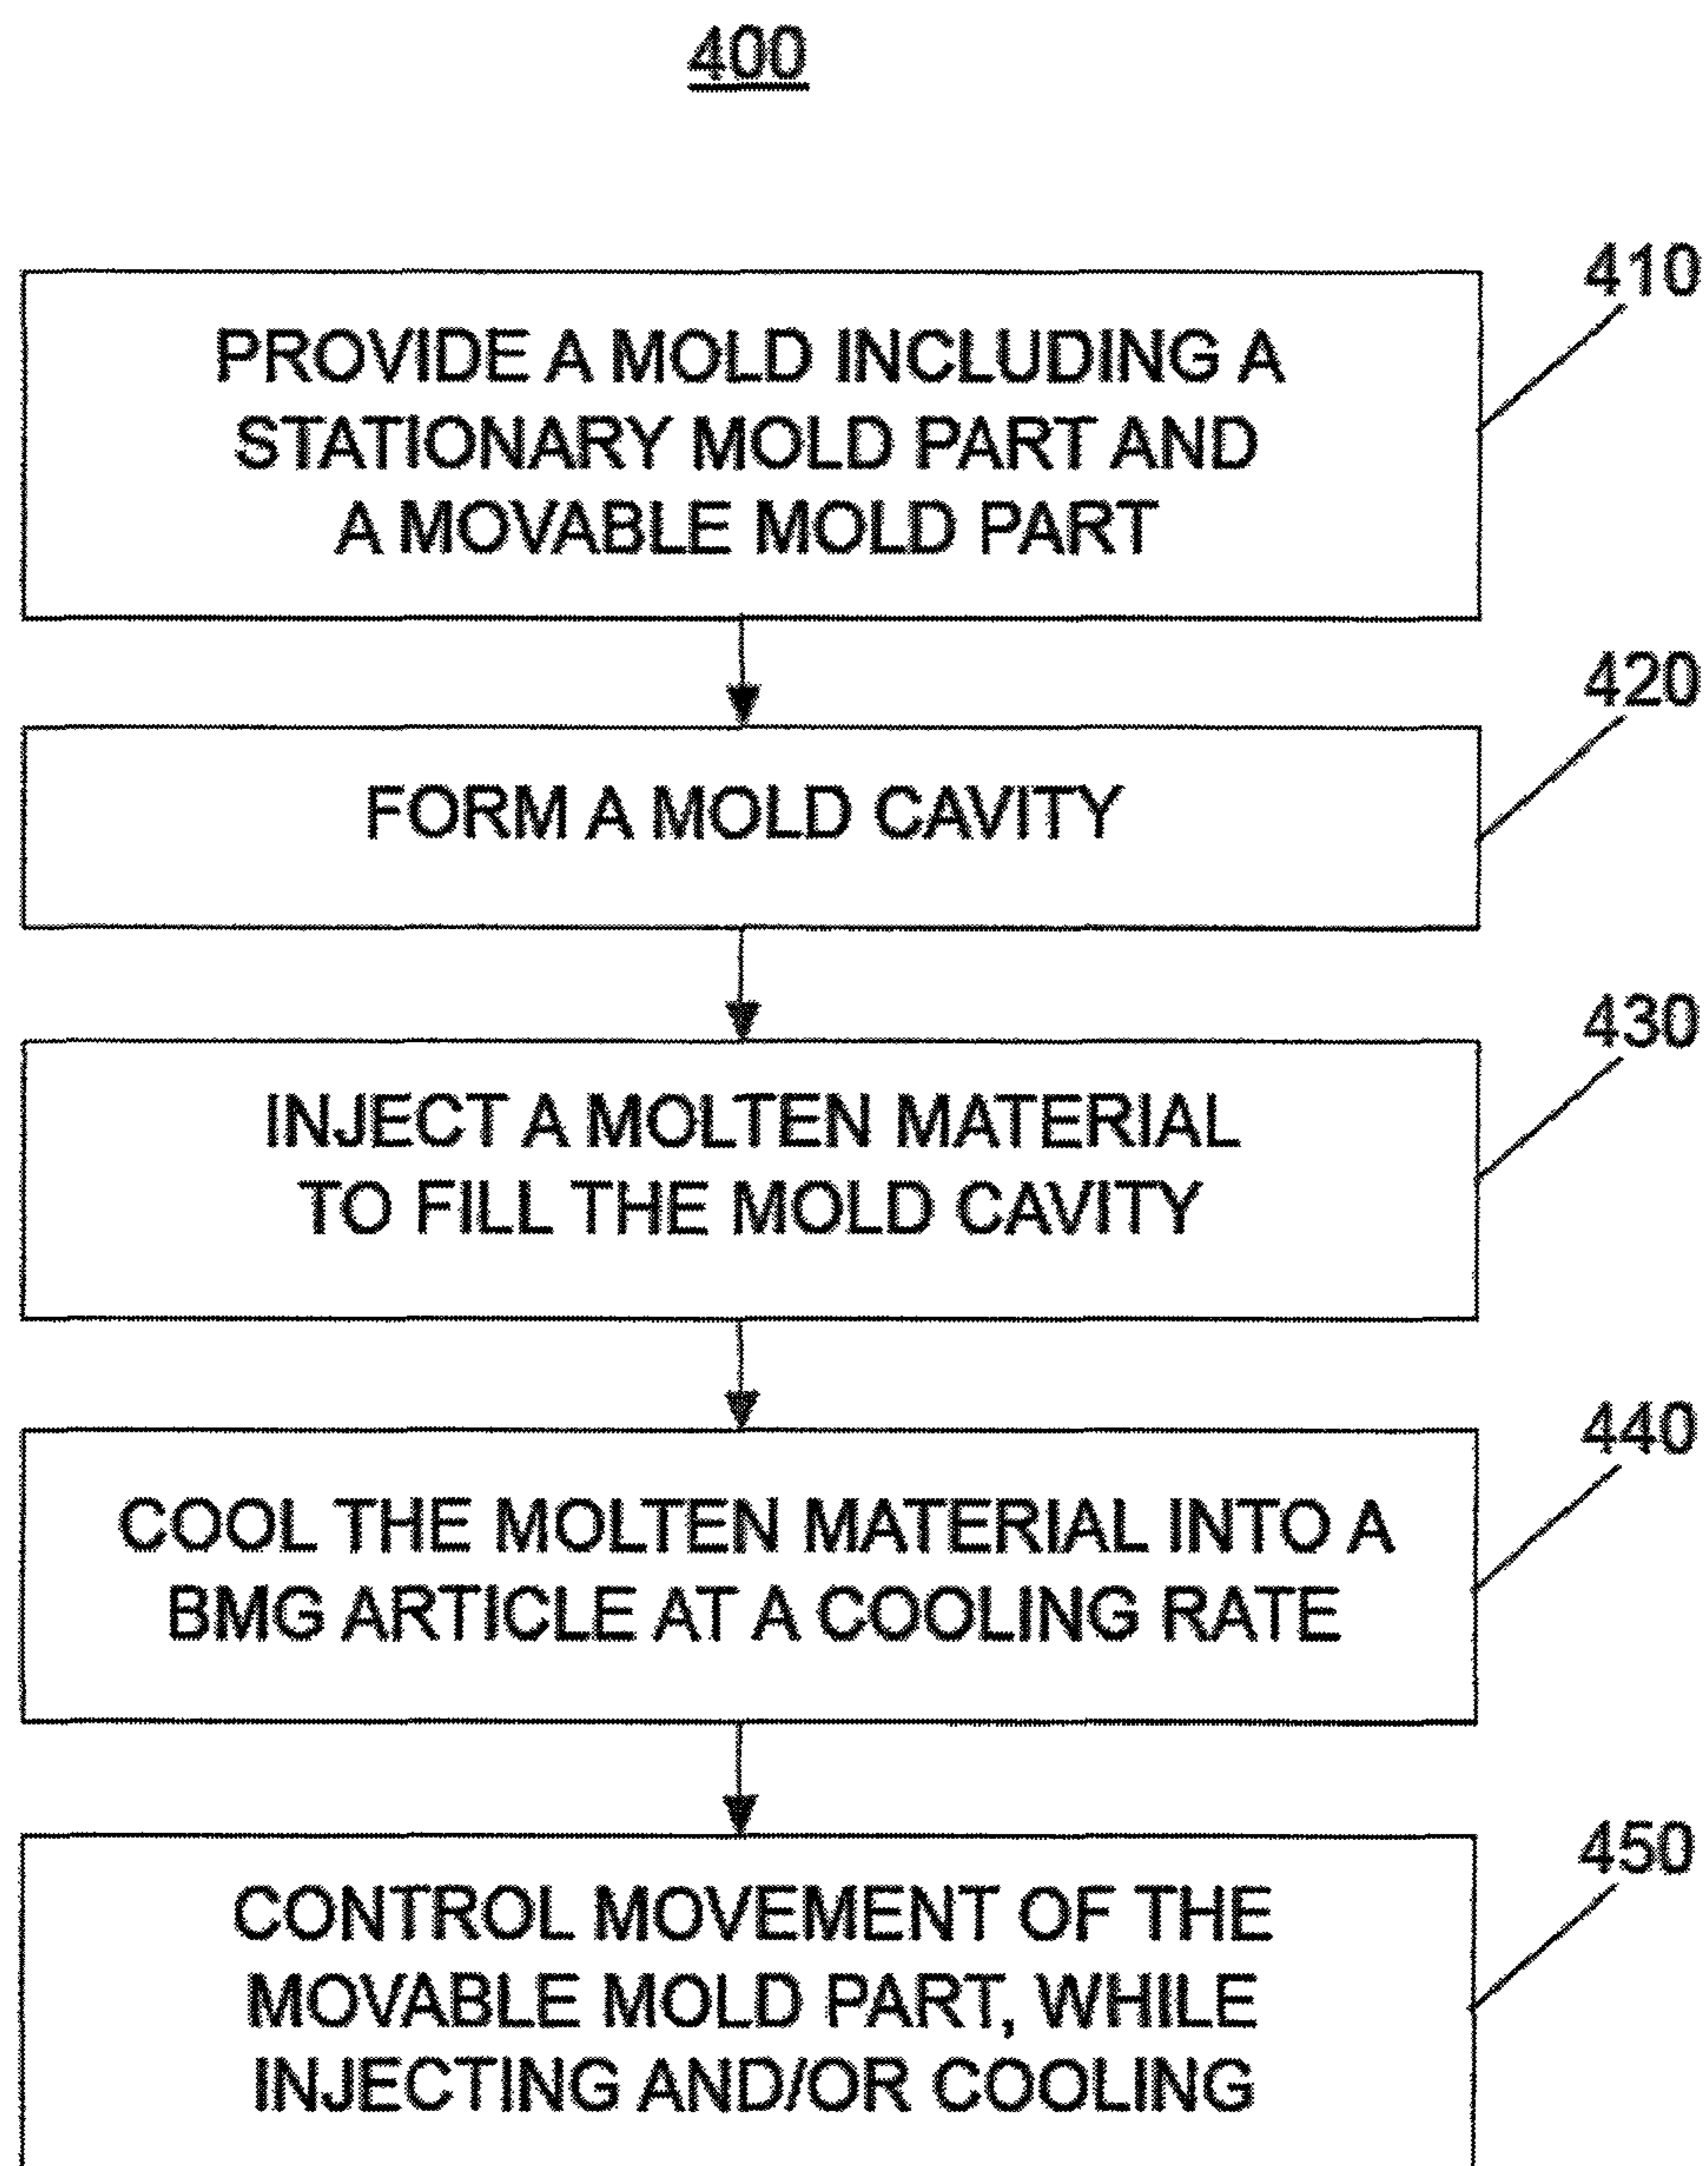 400
410
PROVIDE A MOLD INCLUDING A
STATIONARY MOLD PART AND
A MOVABLE MOLD PART
420
FORM A MOLD CAVITY
430
INJECT A MOLTEN MATERIAL
TO FILL THE MOLD CAVITY
440
COOL THE MOLTEN MATERIAL INTO A
BMG ARTICLE AT A COOLING RATE
450
CONTROL MOVEMENT OF THE
MOVABLE MOLD PART, WHILE
INJECTING AND/OR COOLING